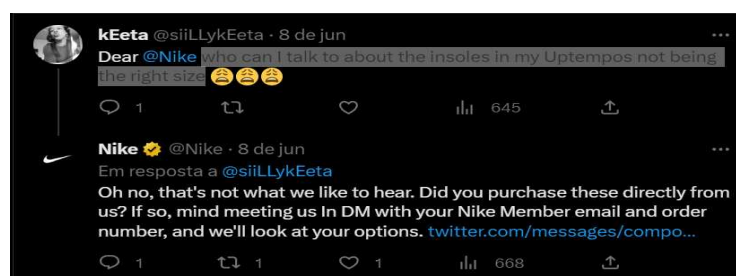 kEeta @siiLLykEeta · 8 de jun
Dear @Nike who can I talk to about the insoles in my Uptempos not being
the right size 😩😩😩
1 645
Nike @Nike · 8 de jun
Em resposta a @siiLLykEeta
Oh no, that's not what we like to hear. Did you purchase these directly from
us? If so, mind meeting us In DM with your Nike Member email and order
number, and we'll look at your options. twitter.com/messages/compo...
1 1 1 668